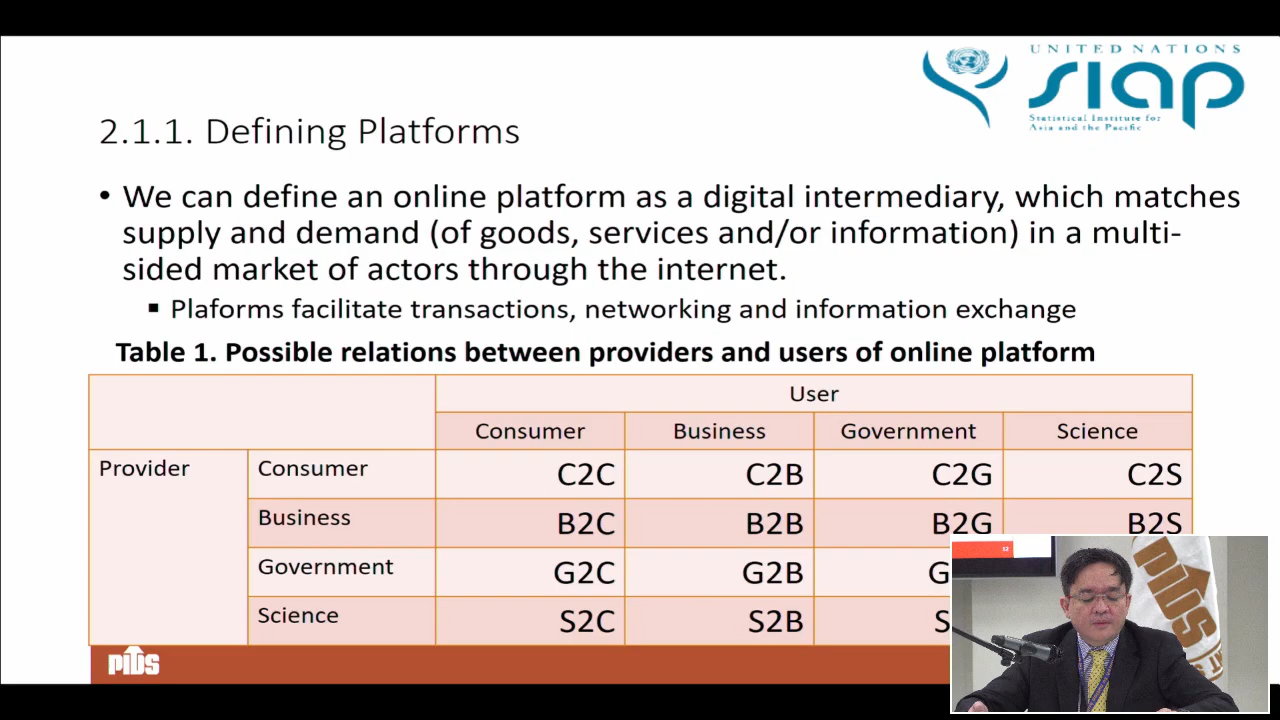 UNITED NATIONS
SIAP
Statistical Institute for
Asia and the Pacific
2.1.1. Defining Platforms
• We can define an online platform as a digital intermediary, which matches
supply and demand (of goods, services and/or information) in a multi-
sided market of actors through the internet.
▪ Plaforms facilitate transactions, networking and information exchange
Table 1. Possible relations between providers and users of online platform
User
Consumer Business Government Science
Provider Consumer C2C C2B C2G C2S
Business B2C B2B B2G B2S
Government G2C G2B G
Science S2C S2B S
PIDS
52
PIDS